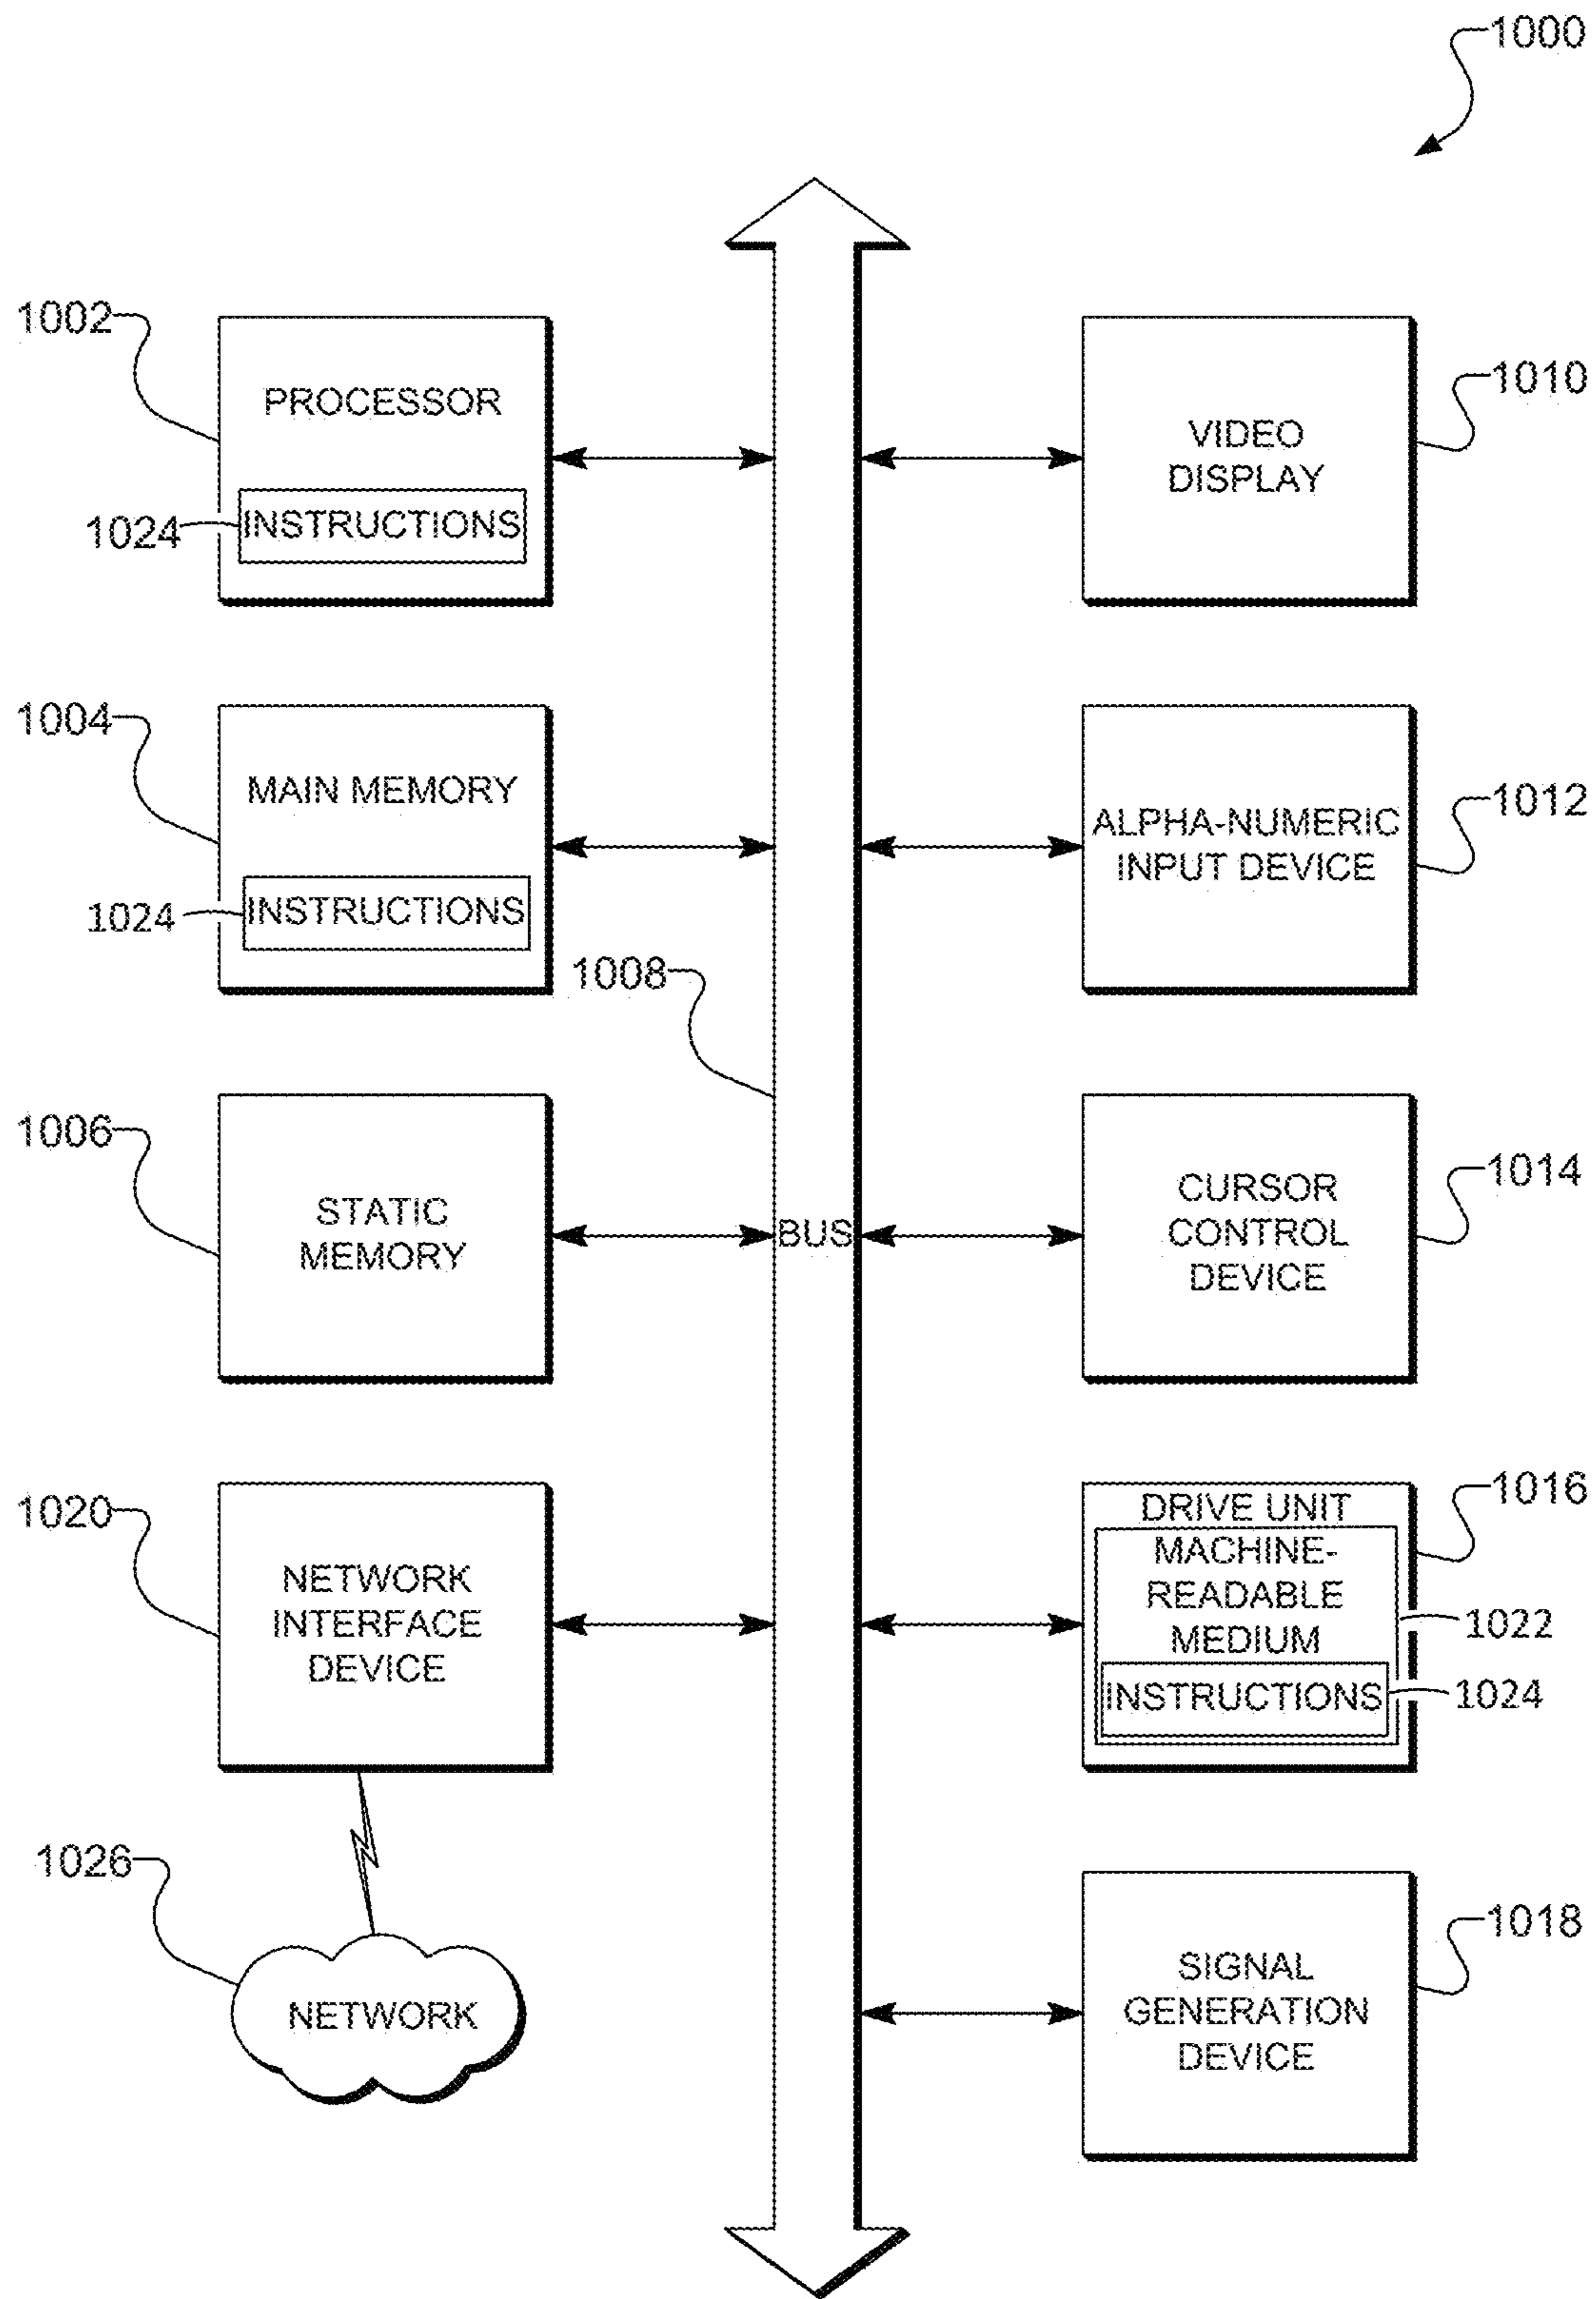 1000
1002
PROCESSOR
1024
INSTRUCTIONS
1010
VIDEO
DISPLAY
1004
MAIN MEMORY
1024
INSTRUCTIONS
1012
ALPHA-NUMERIC
INPUT DEVICE
1008
BUS
1006
STATIC
MEMORY
1014
CURSOR
CONTROL
DEVICE
1020
NETWORK
INTERFACE
DEVICE
1016
DRIVE UNIT
MACHINE-
READABLE
MEDIUM
1022
INSTRUCTIONS
1024
1026
NETWORK
1018
SIGNAL
GENERATION
DEVICE